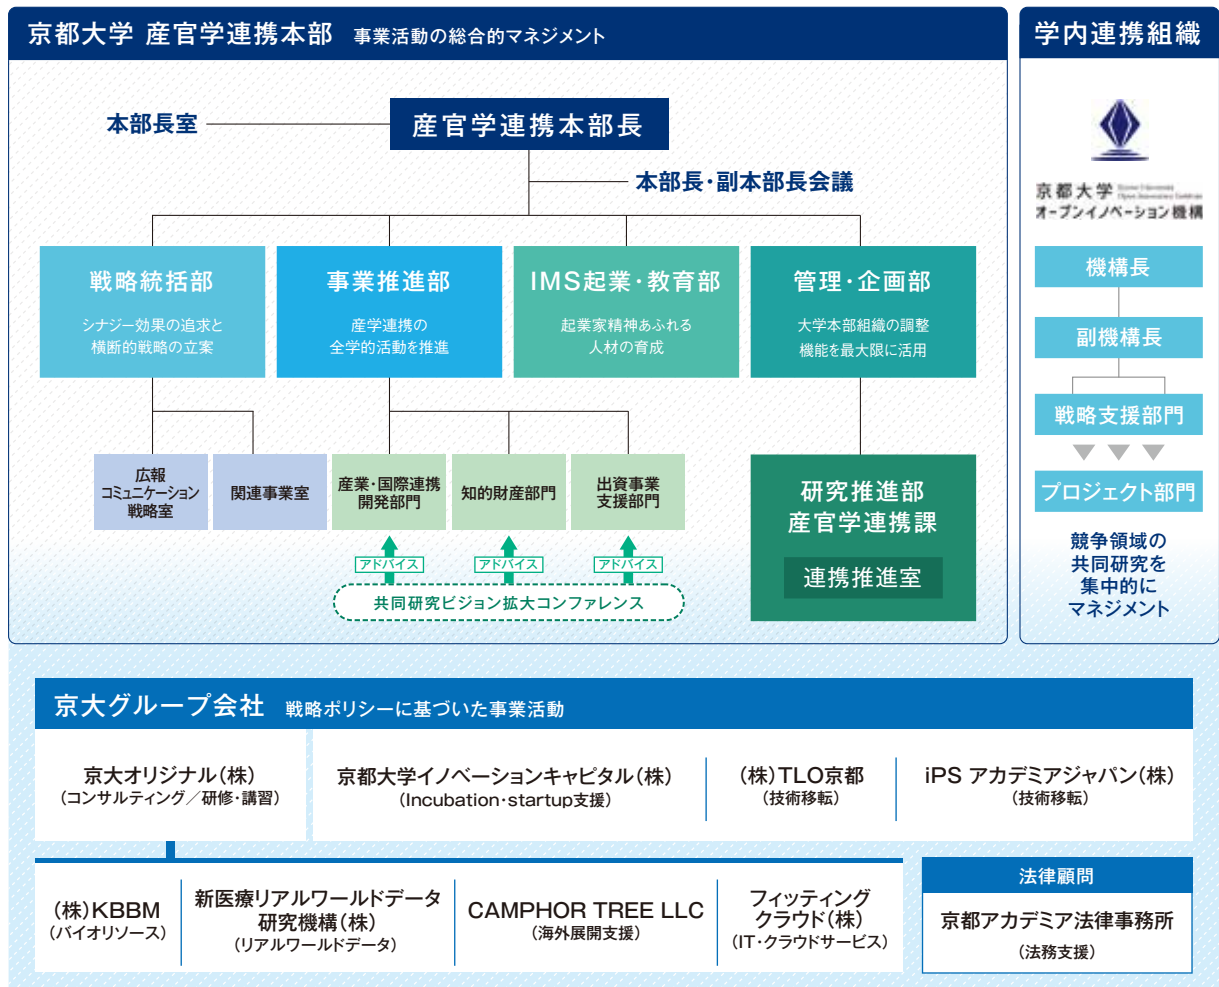 京都大学 産官学連携本部 事業活動の総合的マネジメント
本部長室
産官学連携本部長
本部長・副本部長会議
戦略統括部
シナジー効果の追求と
横断的戦略の立案
事業推進部
産学連携の
全学的活動を推進
IMS起業・教育部
起業家精神あふれる
人材の育成
管理・企画部
大学本部組織の調整
機能を最大限に活用
広報
コミュニケーション
戦略室
関連事業室
産業・国際連携
開発部門
知的財産部門
出資事業
支援部門
アドバイス
アドバイス
アドバイス
共同研究ビジョン拡大コンファレンス
研究推進部
産官学連携課
連携推進室
学内連携組織
京都大学
オープンイノベーション機構
機構長
副機構長
戦略支援部門
プロジェクト部門
競争領域の
共同研究を
集中的に
マネジメント
京大グループ会社 戦略ポリシーに基づいた事業活動
京大オリジナル(株)
(コンサルティング/研修・講習)
京都大学イノベーションキャピタル(株)
(Incubation・startup支援)
(株)TLO京都
(技術移転)
iPS アカデミアジャパン(株)
(技術移転)
(株)KBBM
(バイオリソース)
新医療リアルワールドデータ
研究機構(株)
(リアルワールドデータ)
CAMPHOR TREE LLC
(海外展開支援)
フィッティング
クラウド(株)
(IT・クラウドサービス)
法律顧問
京都アカデミア法律事務所
(法務支援)